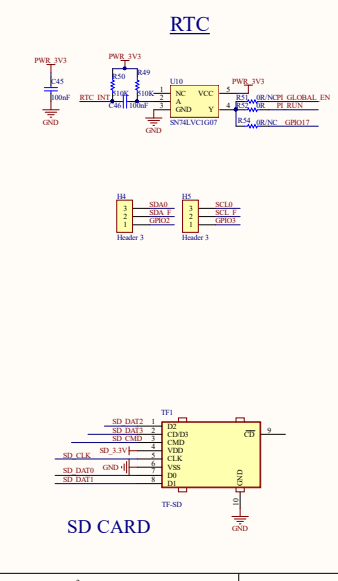 RTC
PWR_3V3
C45
100nF
GND
PWR_3V3
R50
R49
510K
510K
RTC_INT
C46
100nF
U10
1
NC
VCC
5
2
A
3
GND
Y
4
SN74LVC1G07
GND
PWR_3V3
R51
0R/NC
PI_GLOBAL_EN
R52
0R
PI_RUN
R54
0R/NC
GPIO17
H4
3
SDA0
2
SDA_F
1
GPIO2
Header 3
H5
3
SCL0
2
SCL_F
1
GPIO3
Header 3
TF1
SD_DAT2
1
D2
SD_DAT3
2
CD/D3
SD_CMD
3
CMD
SD_3.3V
4
VDD
SD_CLK
5
CLK
GND
6
VSS
SD_DAT0
7
D0
SD_DAT1
8
D1
CD
9
GND
10
TF-SD
GND
SD CARD